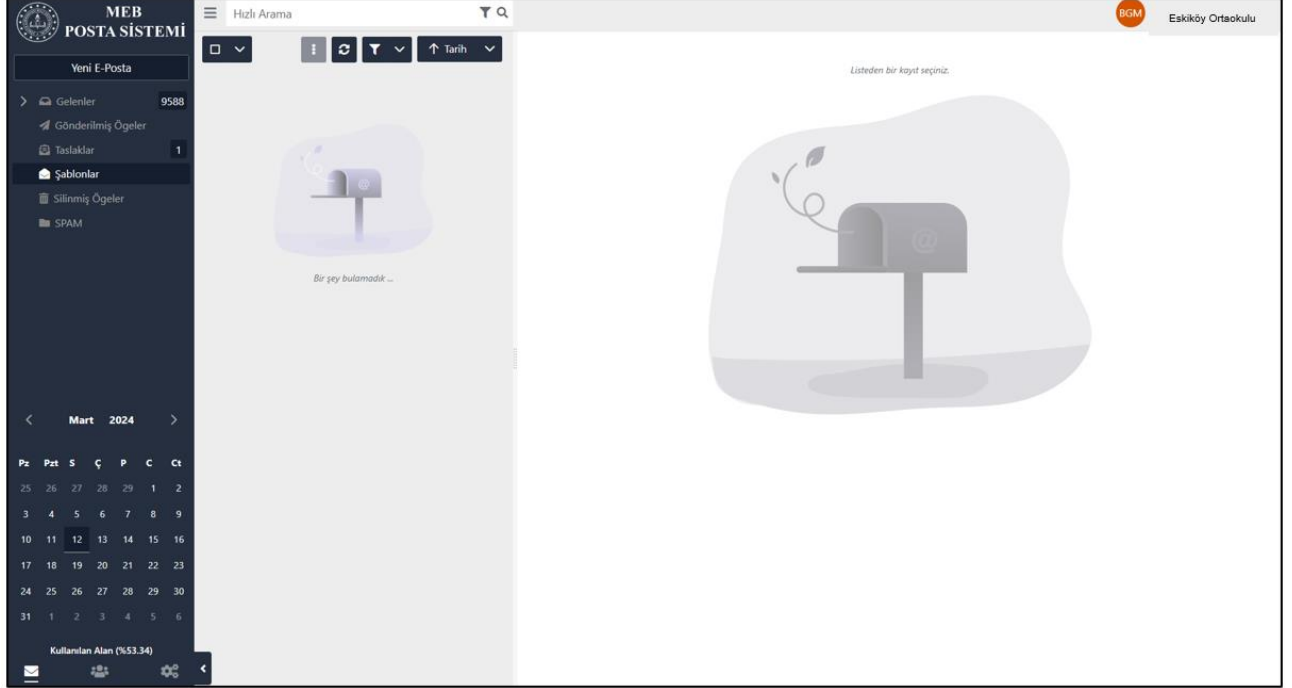 MEB
POSTA SİSTEMİ
Yeni E-Posta
Gelenler 9588
Gönderilmiş Ögeler
Taslaklar 1
Şablonlar
Silinmiş Ögeler
SPAM
Mart 2024
Pz Pzt S Ç P C Ct
25 26 27 28 29 1 2
3 4 5 6 7 8 9
10 11 12 13 14 15 16
17 18 19 20 21 22 23
24 25 26 27 28 29 30
31 1 2 3 4 5 6
Kullanılan Alan (%53.34)
Hızlı Arama
Tarih
@
Bir şey bulamadık ...
BGM Eskiköy Ortaokulu
Listeden bir kayıt seçiniz.
@